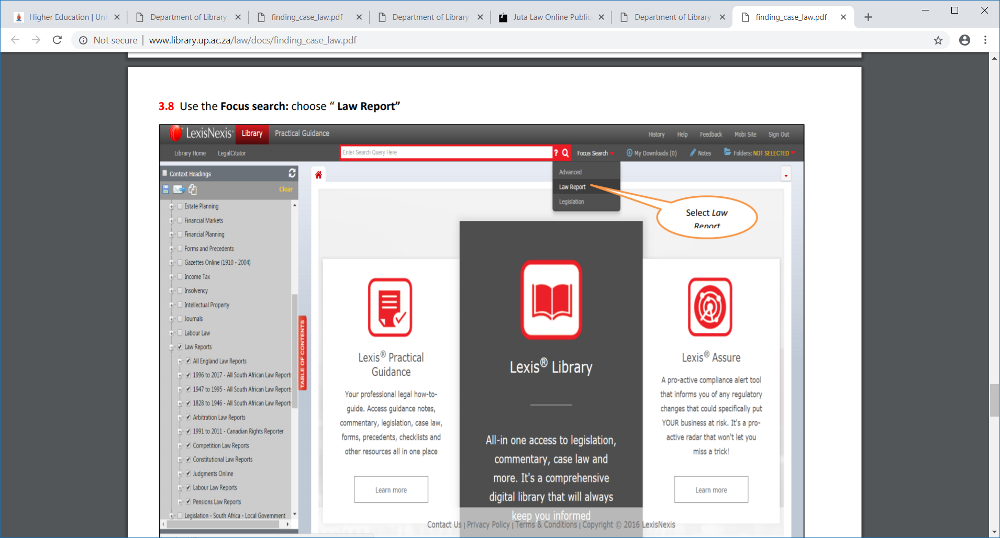 Higher Education | Uni
Department of Library
finding_case_law.pdf
Department of Library
Juta Law Online Public
Department of Library
finding_case_law.pdf
Not secure | www.library.up.ac.za/law/docs/finding_case_law.pdf
3.8 Use the Focus search: choose “ Law Report”
LexisNexis® Library Practical Guidance
History Help Feedback Mobi Site Sign Out
Library Home LegalCitator
Enter Search Query Here ?
Focus Search My Downloads (0) Notes Folders: NOT SELECTED
Advanced
Law Report
Legislation
Select Law
Report
Context Headings
Clear
Estate Planning
Financial Markets
Financial Planning
Forms and Precedents
Gazettes Online (1910 - 2004)
Income Tax
Insolvency
Intellectual Property
Journals
Labour Law
Law Reports
All England Law Reports
1996 to 2017 - All South African Law Reports
1947 to 1995 - All South African Law Reports
1828 to 1946 - All South African Law Reports
Arbitration Law Reports
1991 to 2011 - Canadian Rights Reporter
Competition Law Reports
Constitutional Law Reports
Judgments Online
Labour Law Reports
Pensions Law Reports
Legislation - South Africa - Local Government
TABLE OF CONTENTS
Lexis® Practical
Guidance
Your professional legal how-to-
guide. Access guidance notes,
commentary, legislation, case law,
forms, precedents, checklists and
other resources all in one place
Learn more
Lexis® Library
All-in one access to legislation,
commentary, case law and
more. It's a comprehensive
digital library that will always
keep you informed
Lexis® Assure
A pro-active compliance alert tool
that informs you of any regulatory
changes that could specifically put
YOUR business at risk. It's a pro-
active radar that won't let you
miss a trick!
Learn more
Contact Us | Privacy Policy | Terms & Conditions | Copyright © 2016 LexisNexis